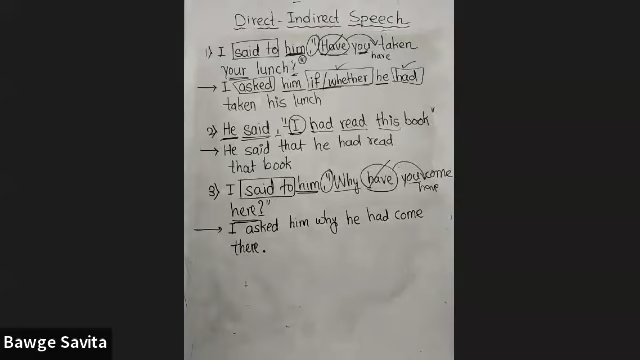 Direct-Indirect Speech
1) I said to him, "Have you taken
have
your lunch?"
→ I asked him if/whether he had
taken his lunch
2) He said, "I had read this book"
→ He said that he had read
that book
3) I said to him, "Why have you come
have
here?"
→ I asked him why he had come
there.
Bawge Savita